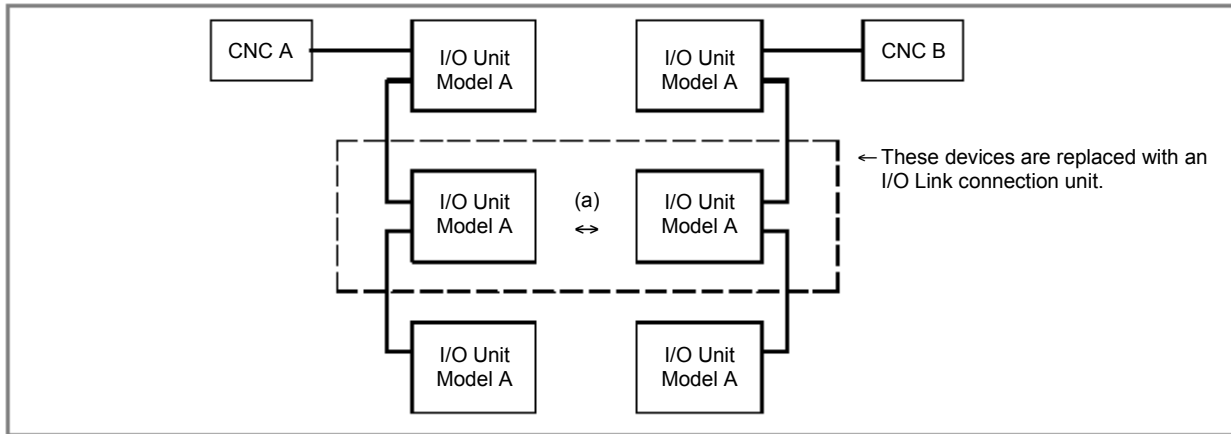 CNC A
I/O Unit
Model A
I/O Unit
Model A
CNC B
← These devices are replaced with an
I/O Link connection unit.
I/O Unit
Model A
(a)
↔
I/O Unit
Model A
I/O Unit
Model A
I/O Unit
Model A